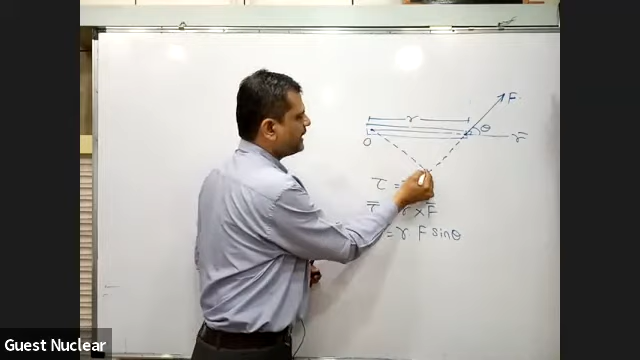 r
F
θ
r̄
O
τ =
τ̄ r × F̄
= r F sinθ
Guest Nuclear